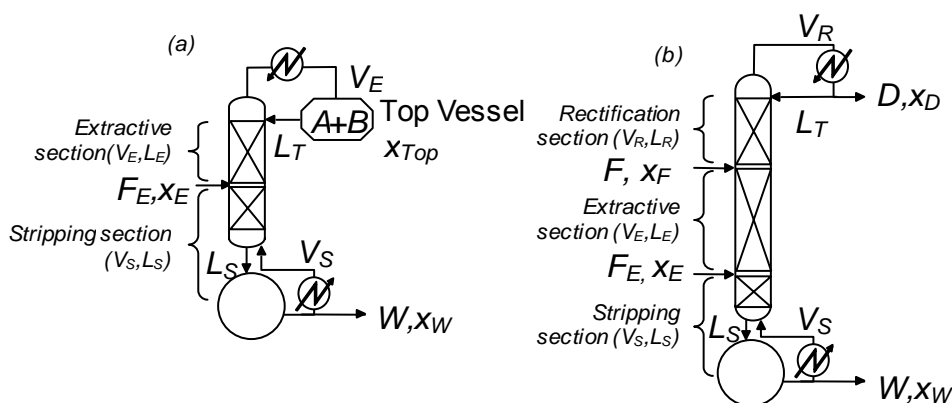 (a)
V_E
A+B
Top Vessel
x_Top
L_T
Extractive
section(V_E,L_E)
F_E,x_E
Stripping section
(V_S,L_S)
L_S
V_S
W,x_W
(b)
V_R
D,x_D
L_T
Rectification
section (V_R,L_R)
F, x_F
Extractive
section (V_E,L_E)
F_E, x_E
Stripping
section (V_S,L_S)
L_S
V_S
W,x_W